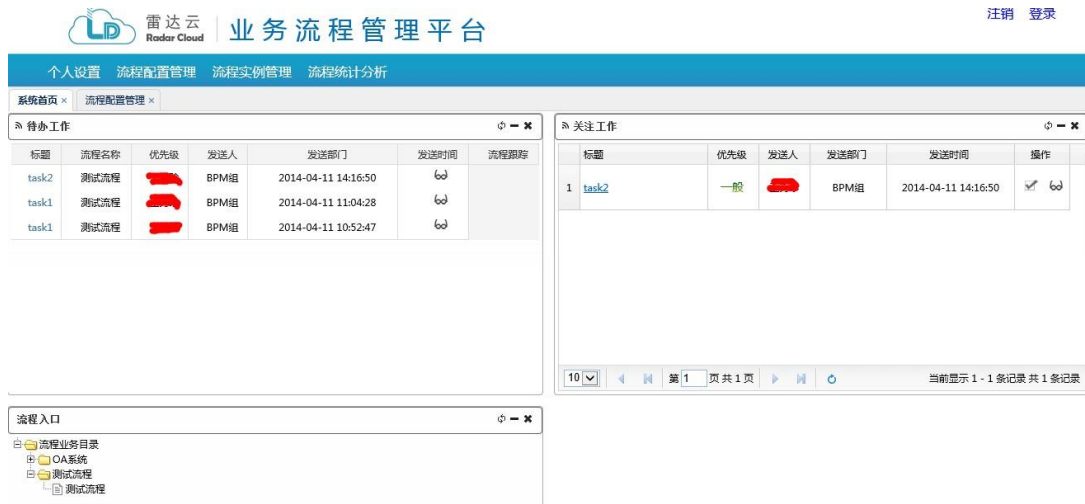 注销 登录
雷达云 业务流程管理平台
Radar Cloud
个人设置 流程配置管理 流程实例管理 流程统计分析
系统首页 × 流程配置管理 ×
待办工作
标题 流程名称 优先级 发送人 发送部门 发送时间 流程跟踪
task2 测试流程 BPM组 2014-04-11 14:16:50
task1 测试流程 BPM组 2014-04-11 11:04:28
task1 测试流程 BPM组 2014-04-11 10:52:47
关注工作
标题 优先级 发送人 发送部门 发送时间 操作
1 task2 一般 BPM组 2014-04-11 14:16:50
10 第 1 页共1页 当前显示 1 - 1 条记录 共 1 条记录
流程入口
流程业务目录
OA系统
测试流程
测试流程